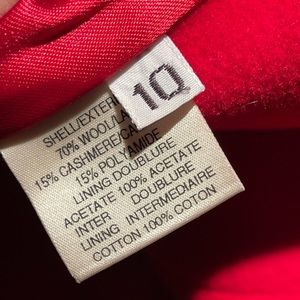 10
SHELL/EXTERI
70% WOOL/LA
15% CASHMERE/CA
15% POLYAMIDE
LINING DOUBLURE
ACETATE 100% ACETATE
INTER DOUBLURE
LINING INTERMEDIAIRE
COTTON 100% COTON